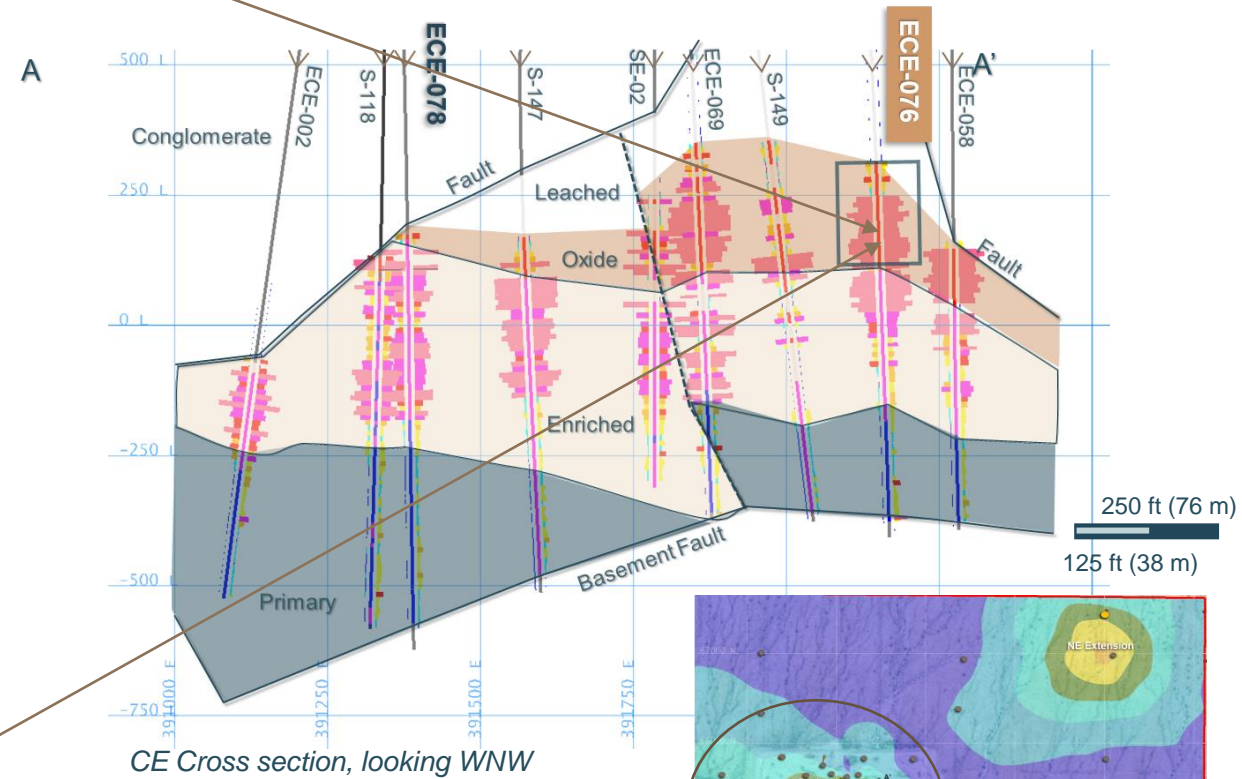 A
A'
500 L
250 L
0 L
-250 L
-500 L
-750
ECE-002
S-118
ECE-078
S-147
SE-02
ECE-069
S-149
ECE-076
ECE-058
Conglomerate
Fault
Leached
Oxide
Fault
Enriched
Basement Fault
Primary
391000 E
391250 E
391500 E
391750 E
250 ft (76 m)
125 ft (38 m)
NE Extension
A'
CE Cross section, looking WNW